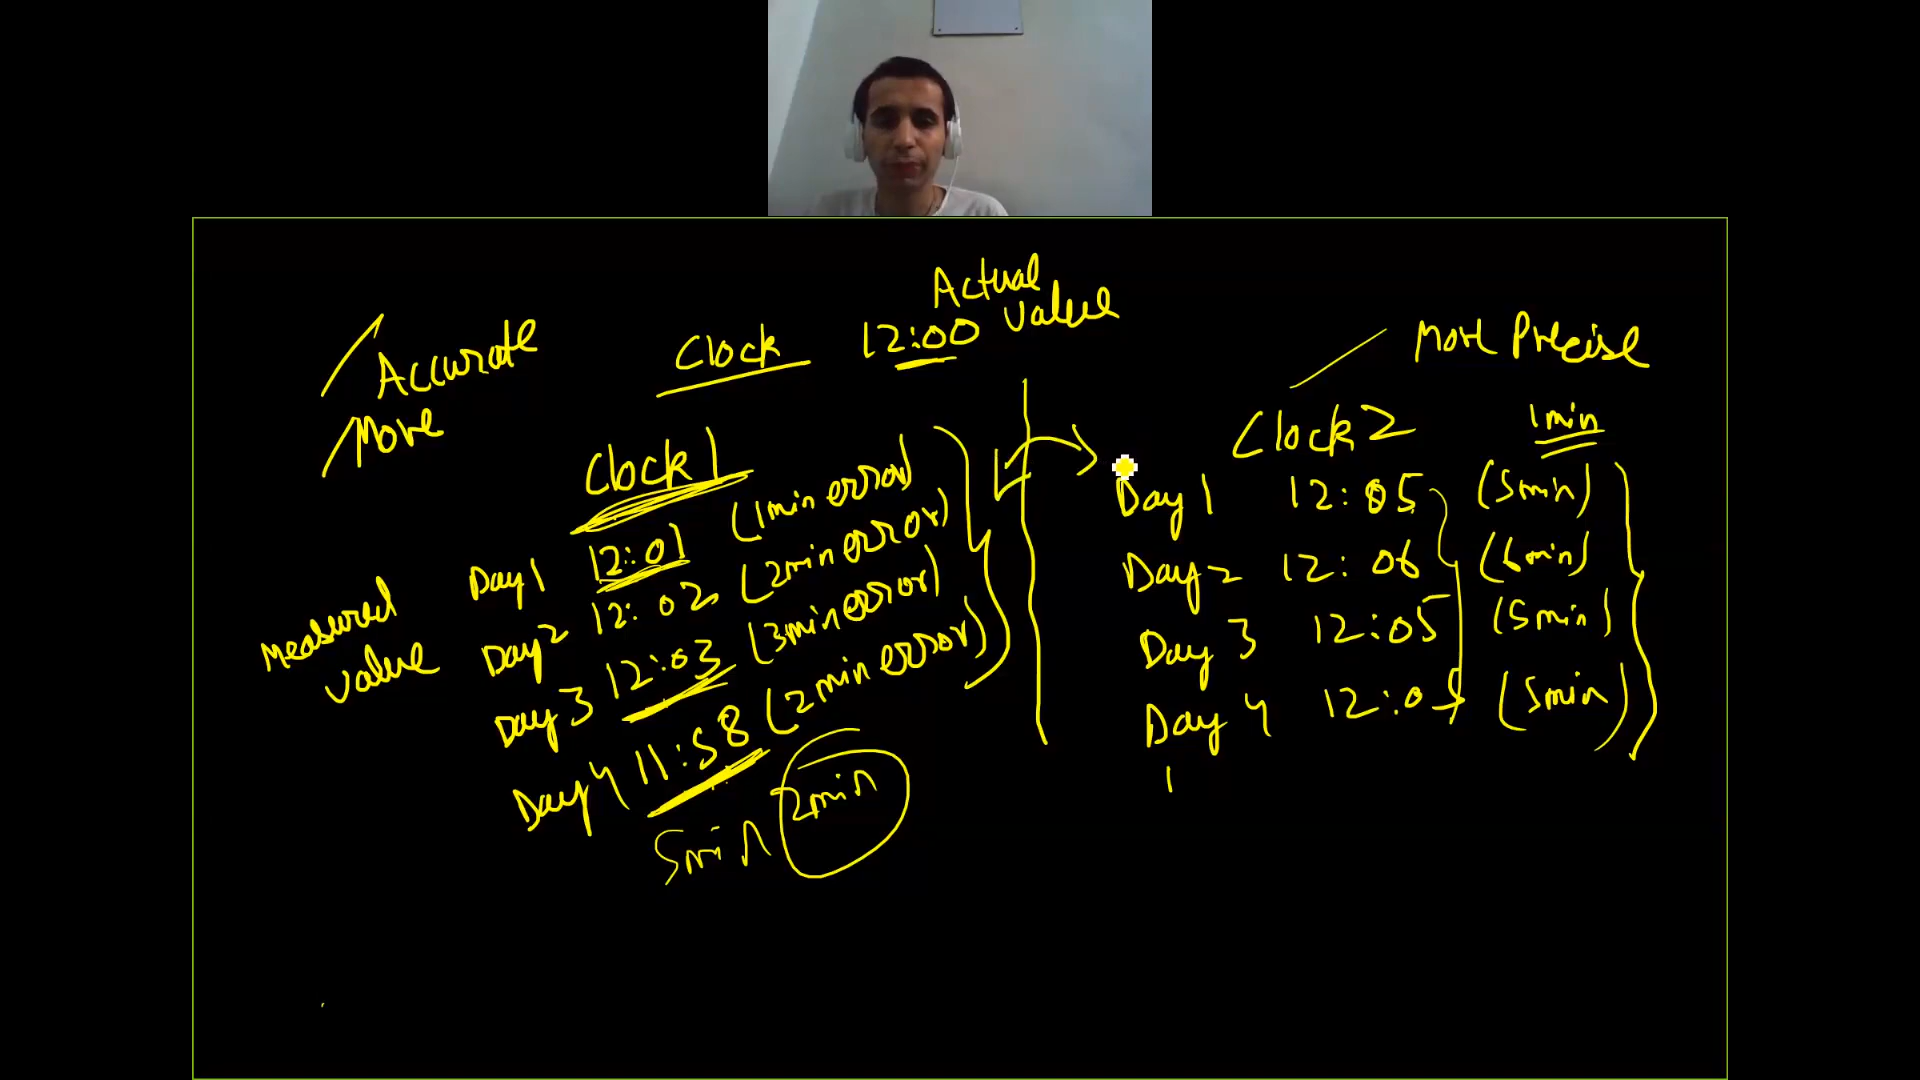 Actual
value
Clock 12:00
Accurate
More
More Precise
Clock 1
Measured
value
Day 1 12:01 (1min error)
Day 2 12:02 (2min error)
Day 3 12:03 (3min error)
Day 4 11:58 (2min error)
5min 2min
Clock 2 1min
Day 1 12:05 (5min)
Day 2 12:06 (6min)
Day 3 12:05 (5min)
Day 4 12:05 (5min)